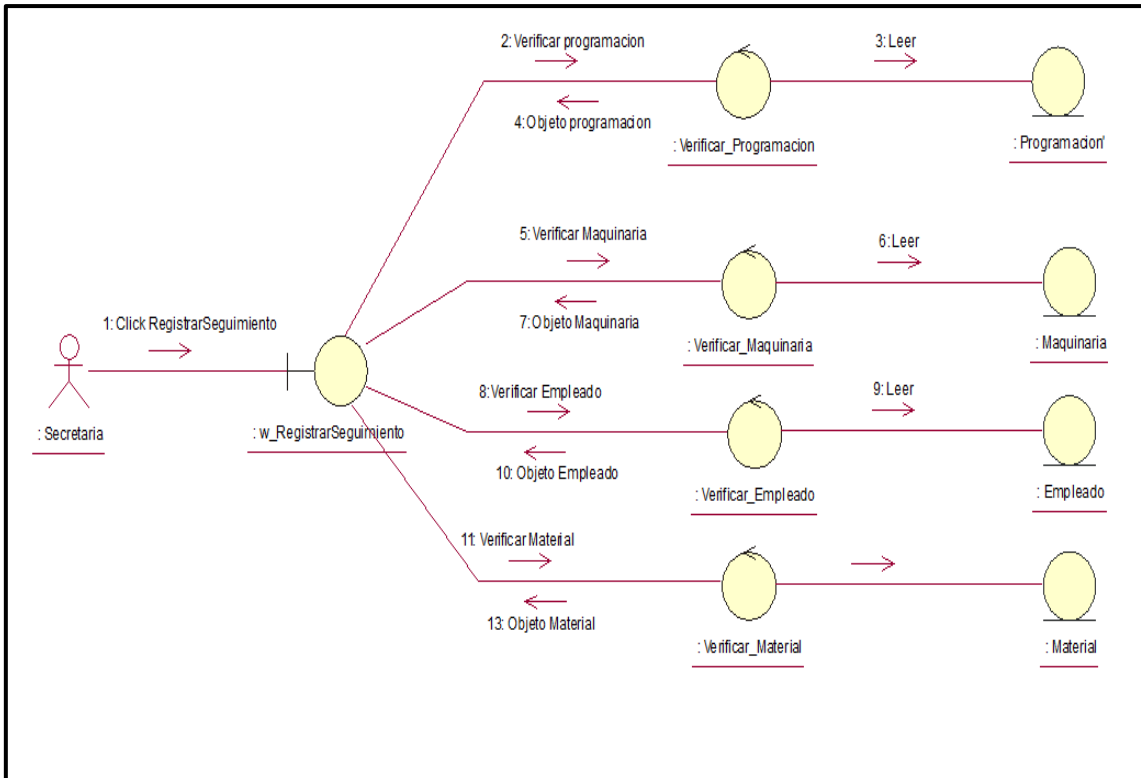 2: Verificar programacion
3: Leer
4: Objeto programacion
: Verificar_Programacion
: Programacion'
5: Verificar Maquinaria
6: Leer
7: Objeto Maquinaria
: Verificar_Maquinaria
: Maquinaria
1: Click RegistrarSeguimiento
: Secretaria
: w_RegistrarSeguimiento
8: Verificar Empleado
9: Leer
10: Objeto Empleado
: Verificar_Empleado
: Empleado
11: Verificar Material
13: Objeto Material
: Verificar_Material
: Material